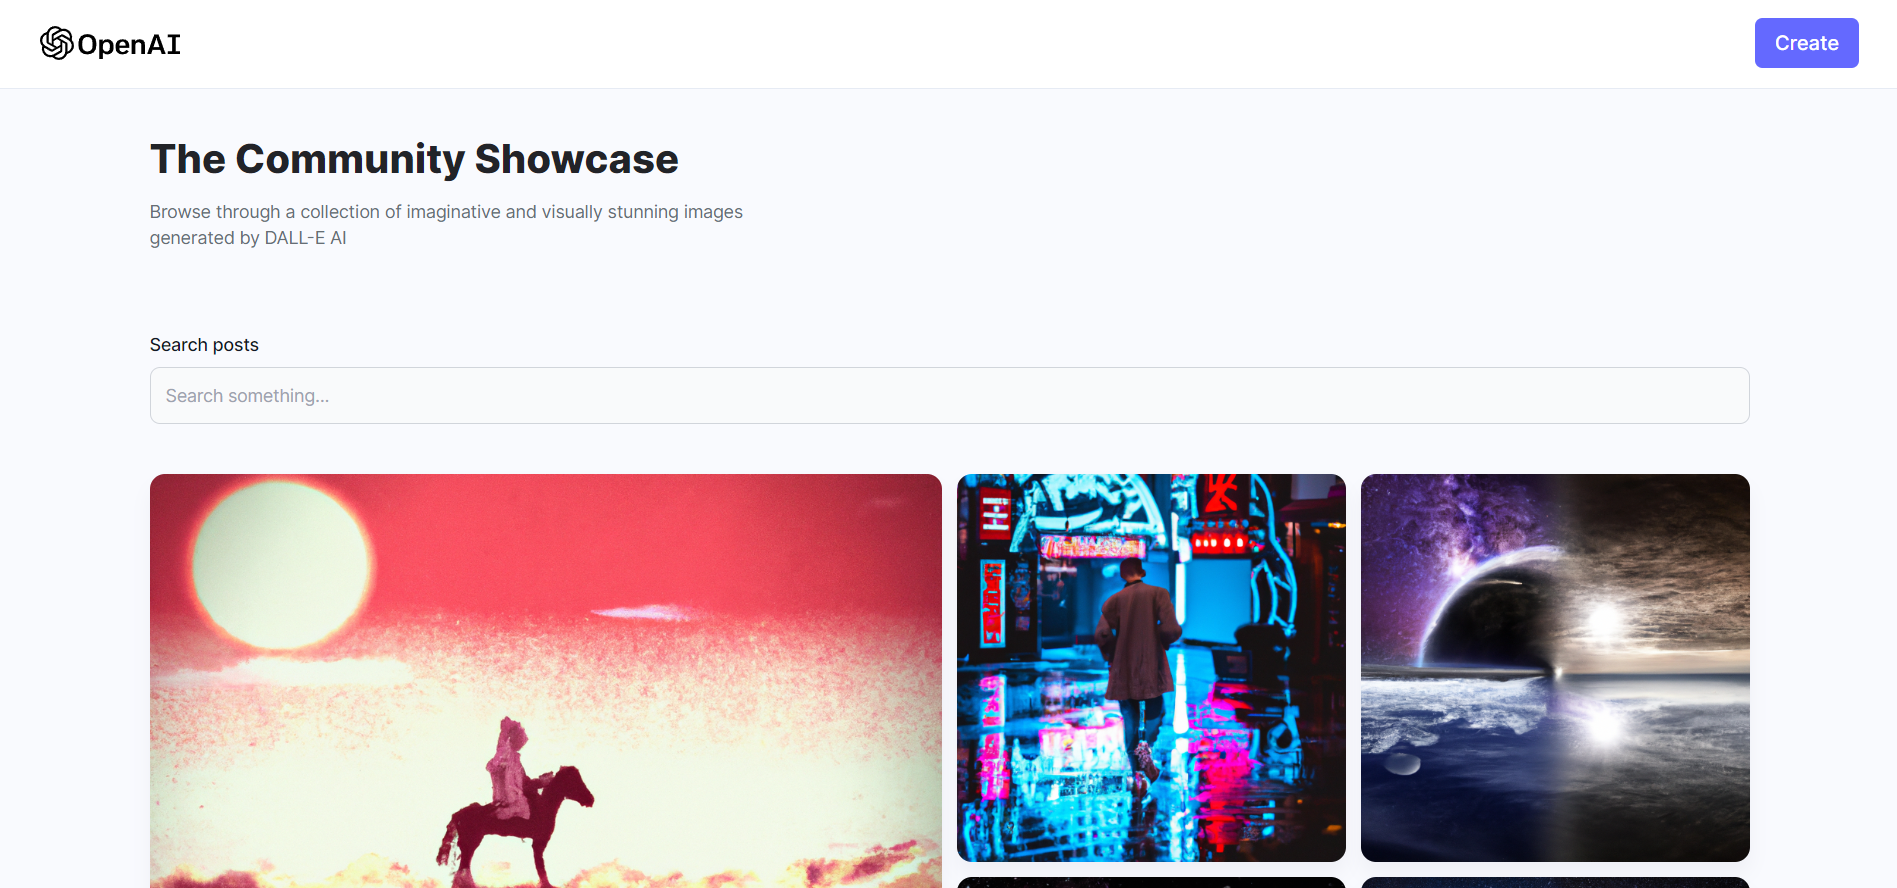 OpenAI
Create
The Community Showcase
Browse through a collection of imaginative and visually stunning images
generated by DALL-E AI
Search posts
Search something...